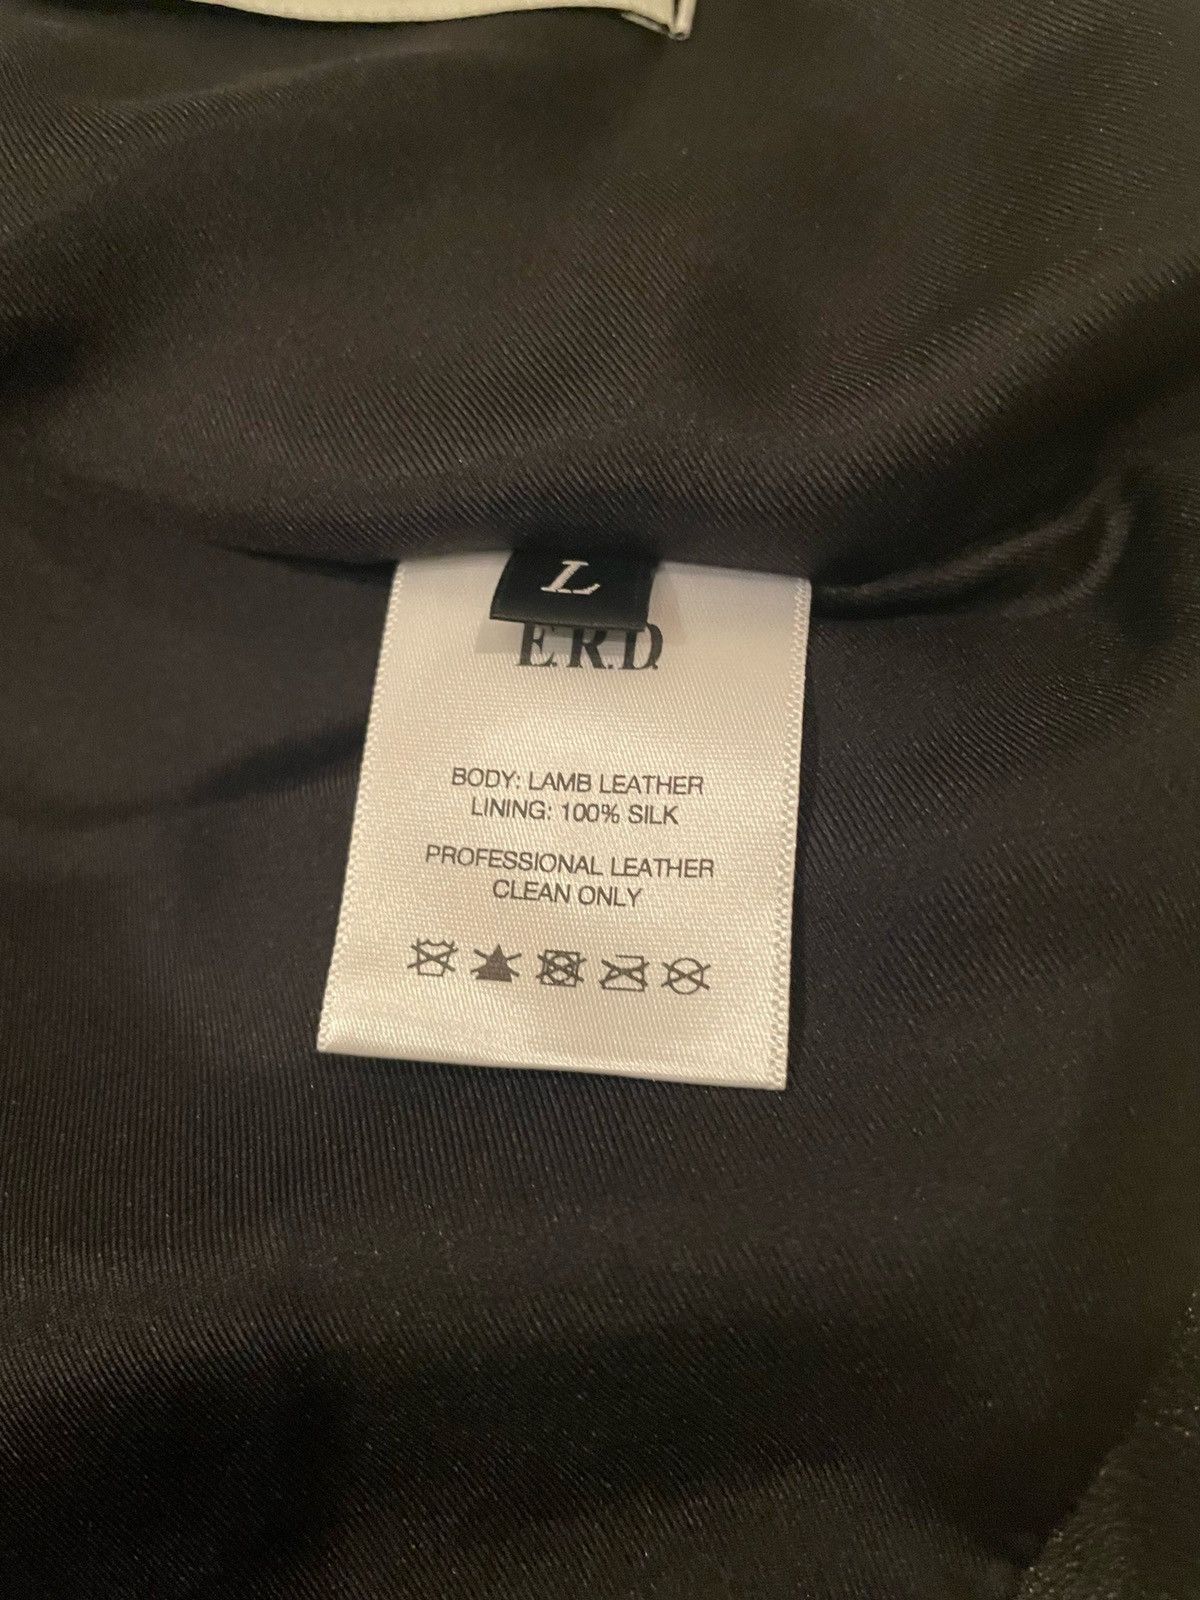 L
E.R.D.
BODY: LAMB LEATHER
LINING: 100% SILK
PROFESSIONAL LEATHER
CLEAN ONLY